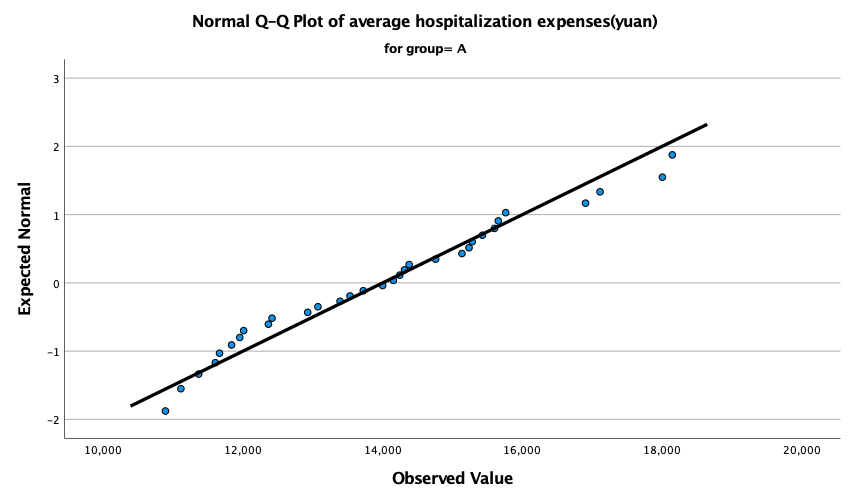 Normal Q-Q Plot of average hospitalization expenses(yuan)
for group= A
Expected Normal
3
2
1
0
-1
-2
10,000 12,000 14,000 16,000 18,000 20,000
Observed Value